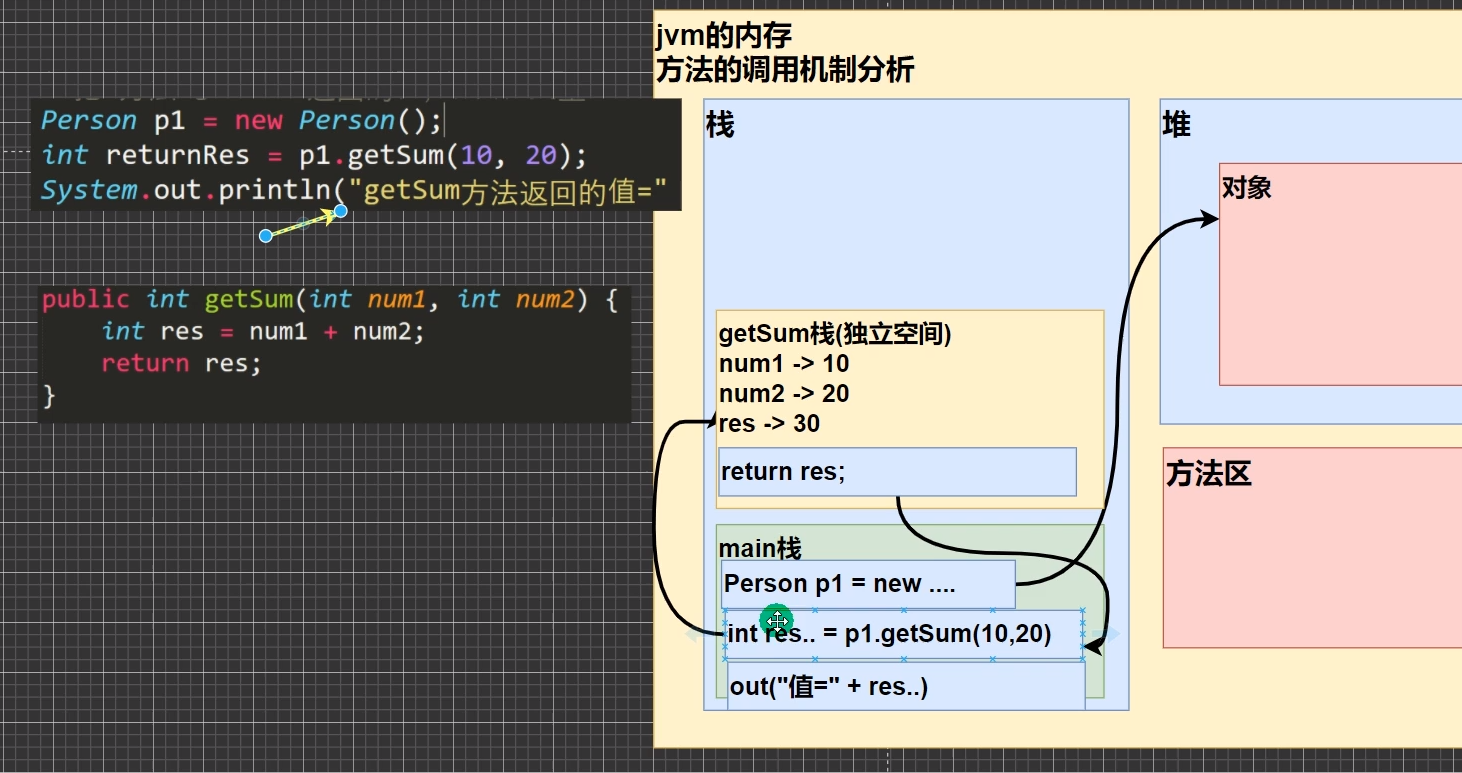 jvm的内存
方法的调用机制分析
Person p1 = new Person();
int returnRes = p1.getSum(10, 20);
System.out.println("getSum方法返回的值="
public int getSum(int num1, int num2) {
    int res = num1 + num2;
    return res;
}
栈
getSum栈(独立空间)
num1 -> 10
num2 -> 20
res -> 30
return res;
main栈
Person p1 = new ....
int res.. = p1.getSum(10,20)
out("值=" + res..)
堆
对象
方法区